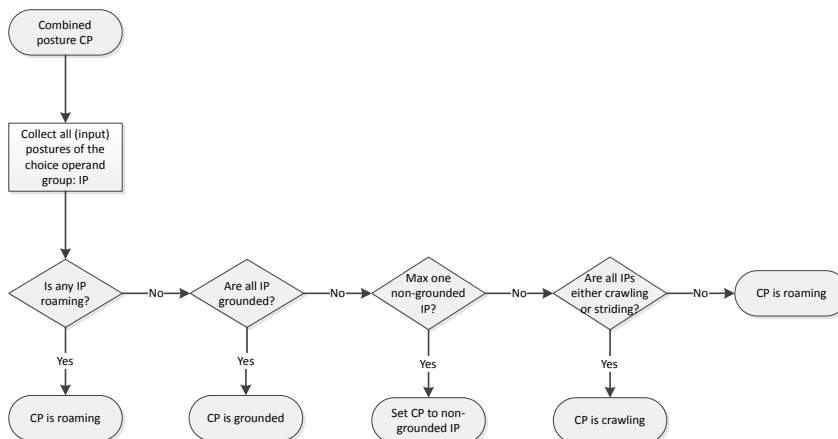 Combined
posture CP
Collect all (input)
postures of the
choice operand
group: IP
Is any IP
roaming?
No
Are all IP
grounded?
No
Max one
non-grounded
IP?
No
Are all IPs
either crawling
or striding?
No
CP is roaming
Yes
Yes
Yes
Yes
CP is roaming
CP is grounded
Set CP to non-
grounded IP
CP is crawling